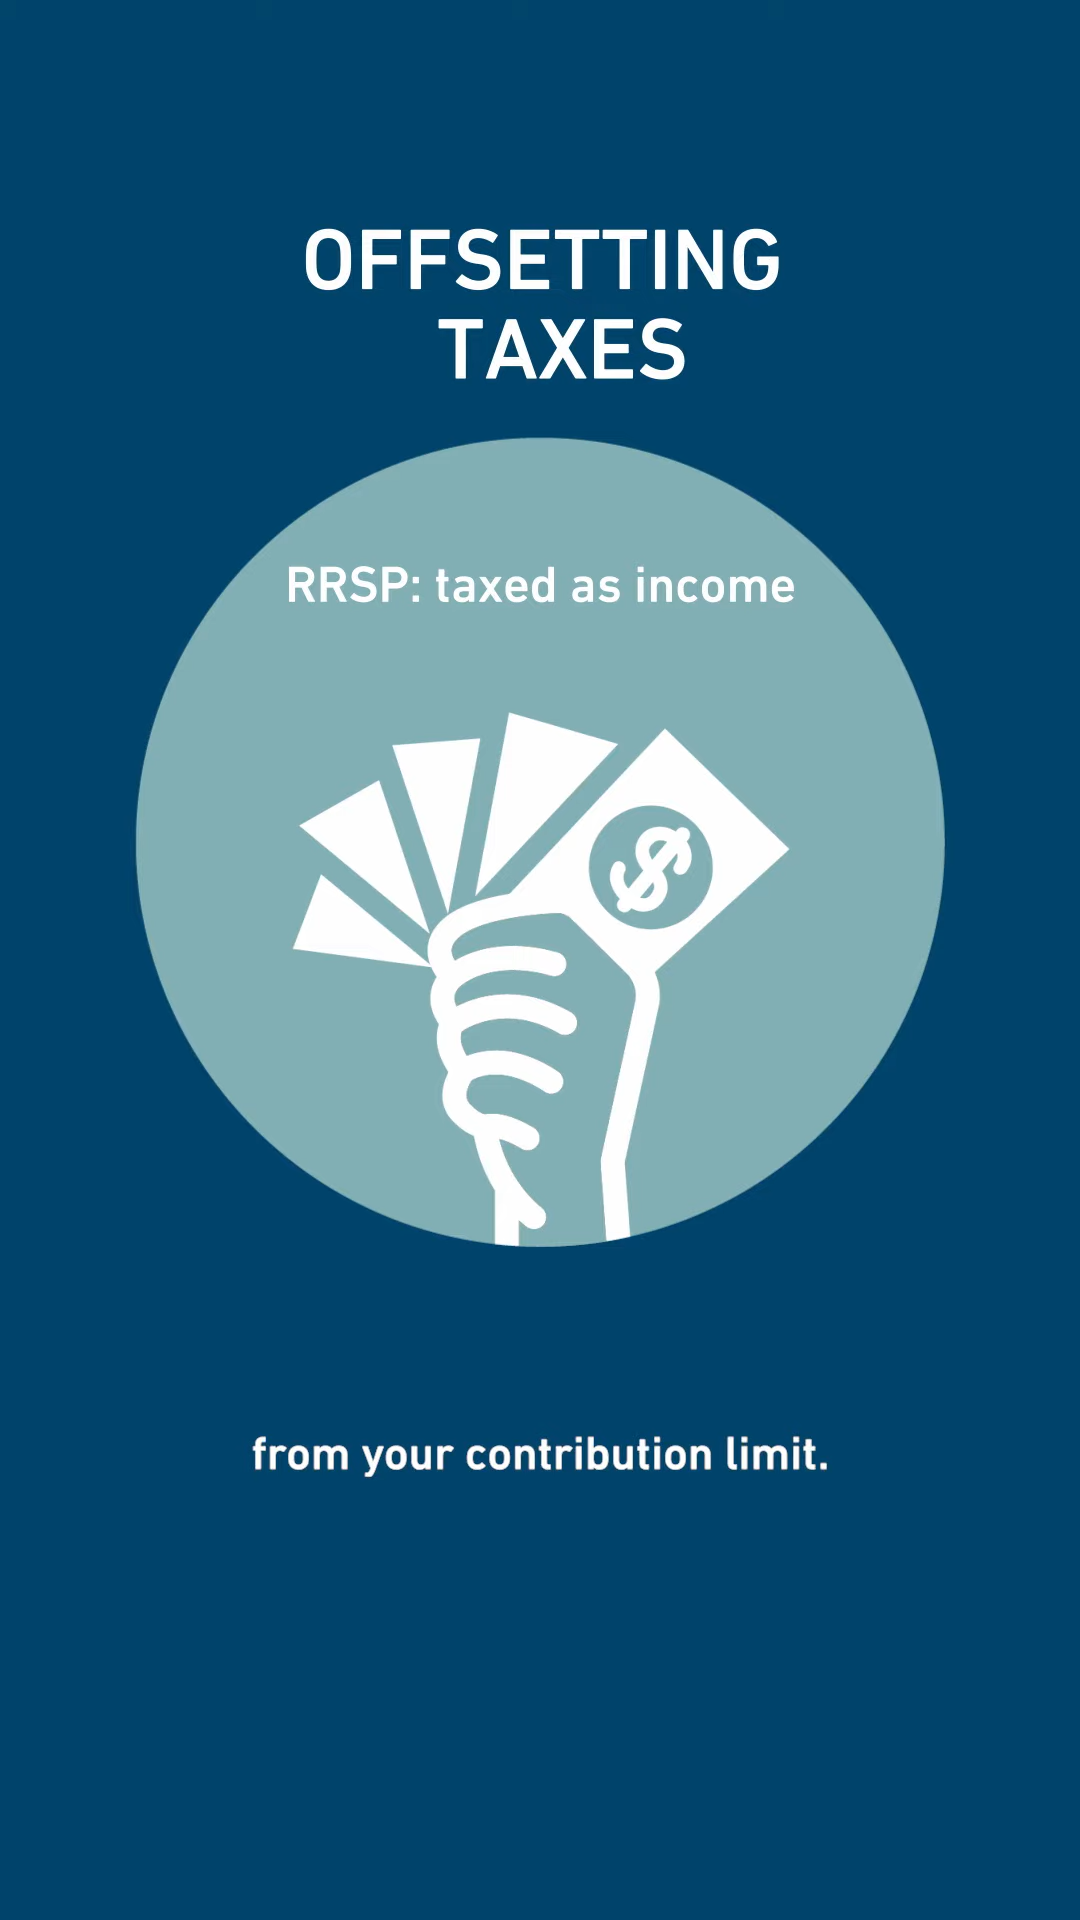 OFFSETTING
TAXES
RRSP: taxed as income
$
from your contribution limit.